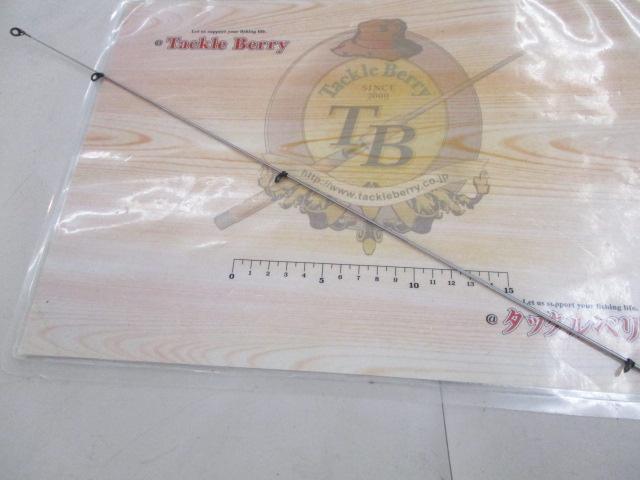 Let us support your fishing life.
@ Tackle Berry
Tackle Berry
SINCE
2000
TB
http://www.tackleberry.co.jp
0 1 2 3 4 5 6 7 8 9 10 11 12 13 14 15
Let us support your fishing life.
@ タックルベリ